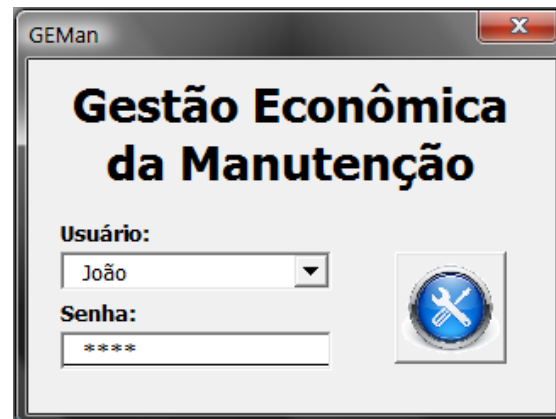 GEMan
Gestão Econômica
da Manutenção
Usuário:
João
Senha:
****